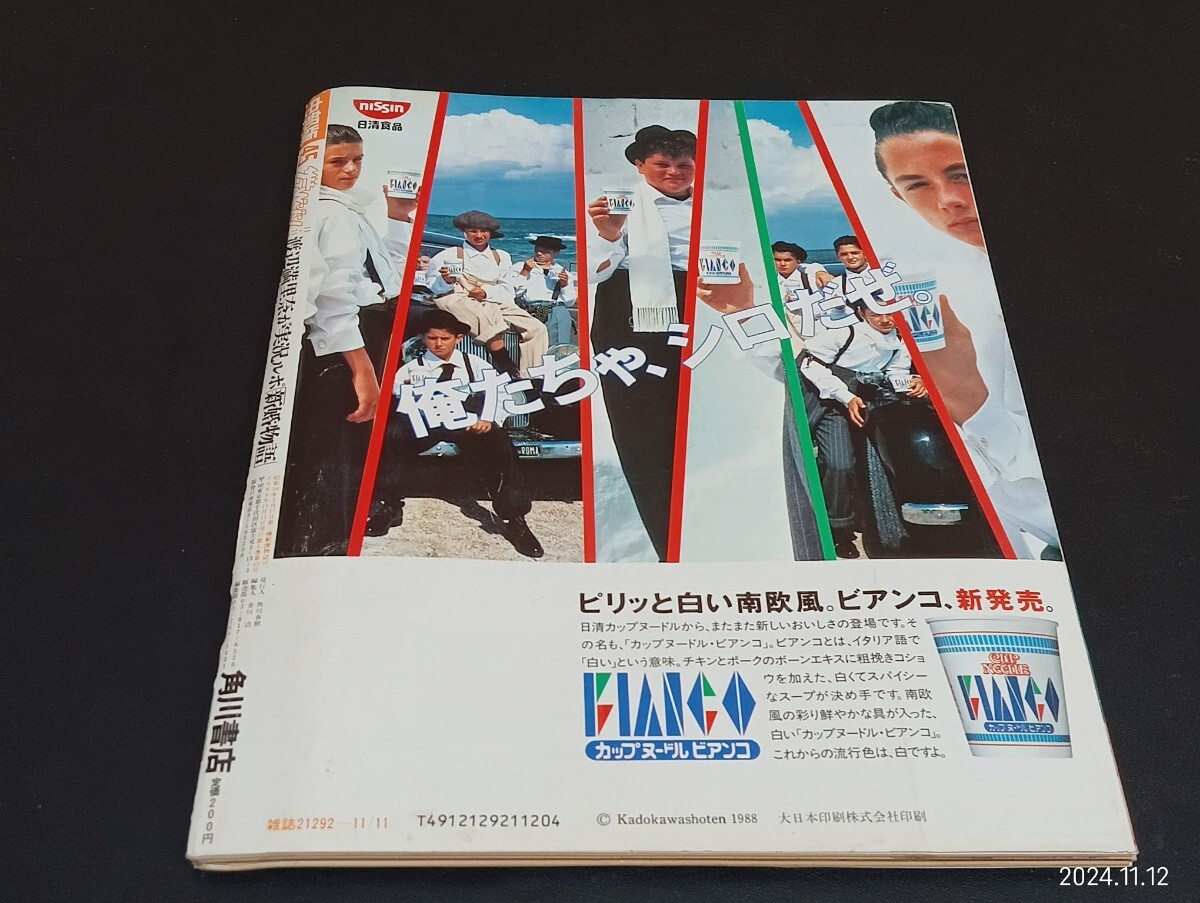 nissin
日清食品
俺たちゃ、シロだぜ。
ROMA
ピリッと白い南欧風。ビアンコ、新発売。
日清カップヌードルから、またまた新しいおいしさの登場です。そ
の名も、「カップヌードル・ビアンコ」。ビアンコとは、イタリア語で
「白い」という意味。チキンとポークのボーンエキスに粗挽きコショ
ウを加えた、白くてスパイシー
なスープが決め手です。南欧
風の彩り鮮やかな具が入った、
白い「カップヌードル・ビアンコ」。
これからの流行色は、白ですよ。
BIANCO
カップヌードル ビアンコ
CUP
NOODLE
BIANCO
カップヌードル ビアンコ
角川書店
定価200円
雑誌21292-11/11
T4912129211204
© Kadokawashoten 1988
大日本印刷株式会社印刷
2024.11.12